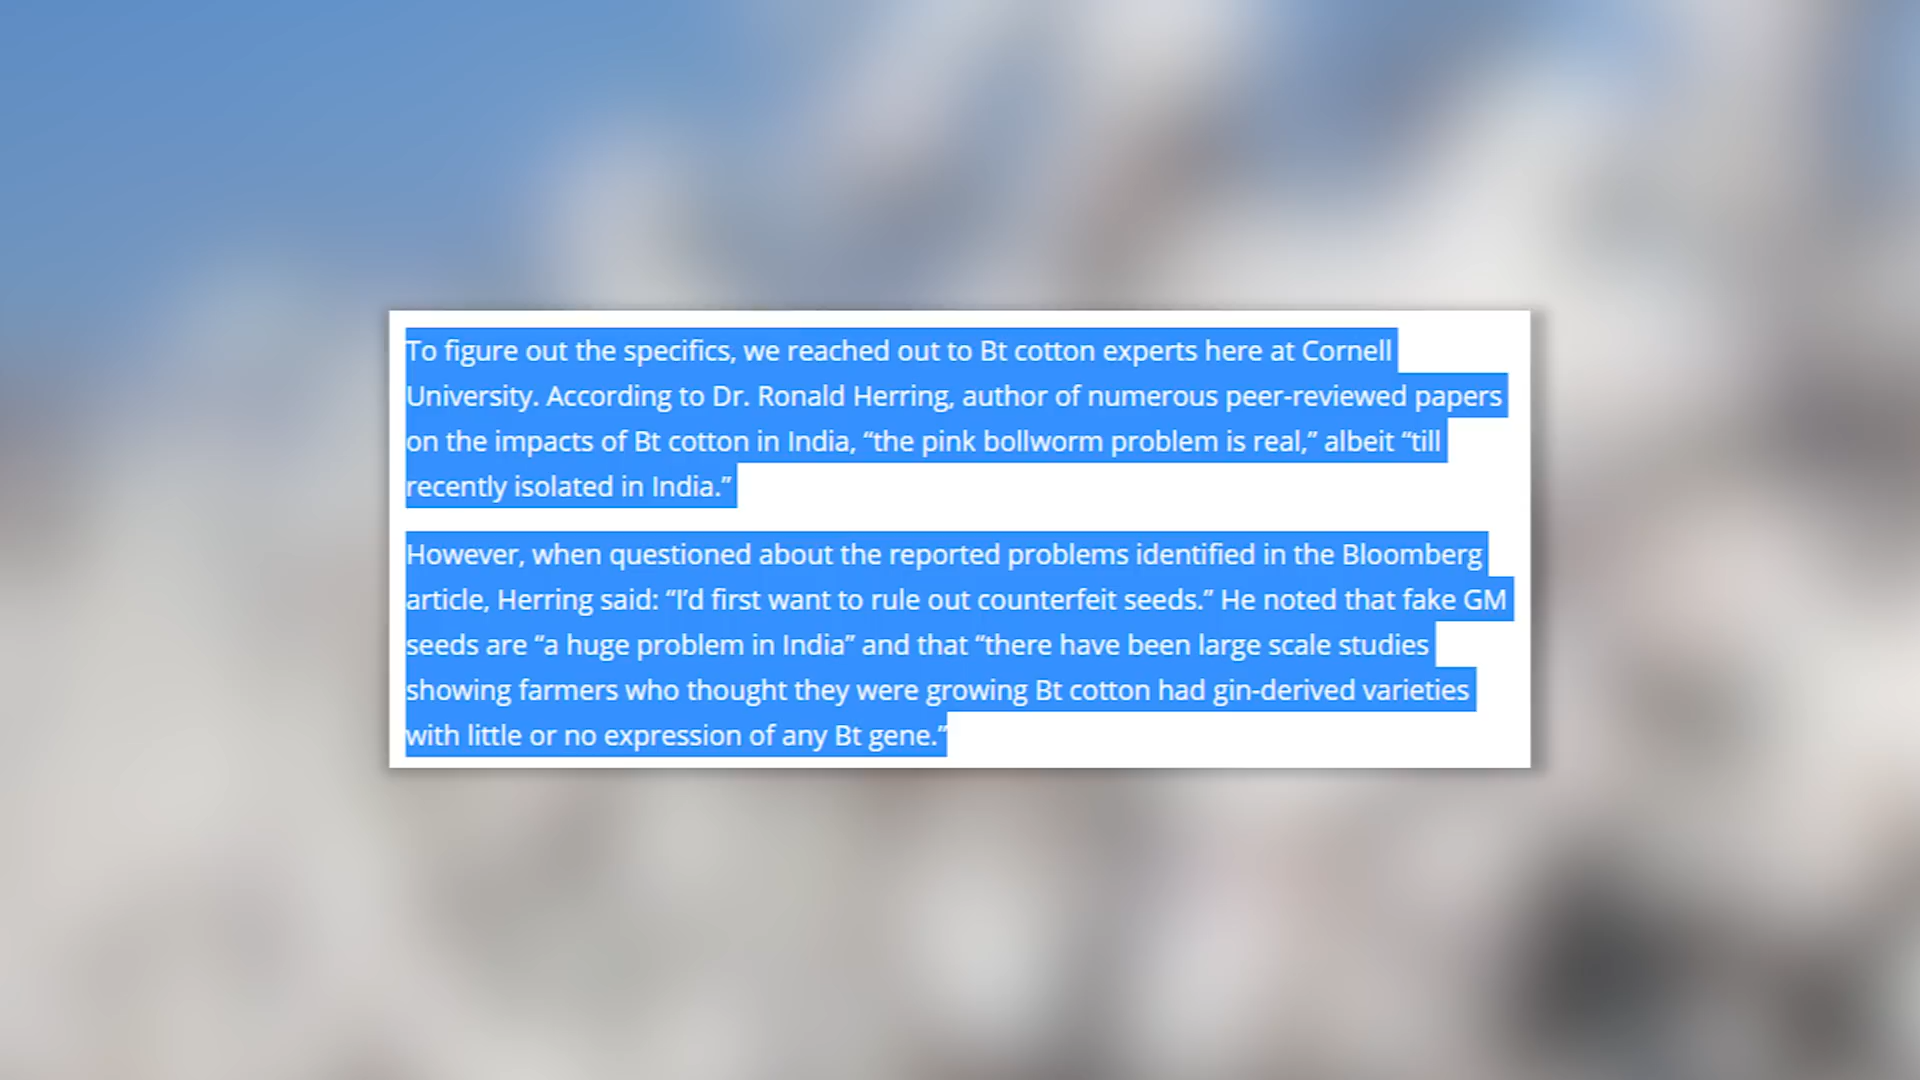 To figure out the specifics, we reached out to Bt cotton experts here at Cornell
University. According to Dr. Ronald Herring, author of numerous peer-reviewed papers
on the impacts of Bt cotton in India, “the pink bollworm problem is real,” albeit “till
recently isolated in India.”
However, when questioned about the reported problems identified in the Bloomberg
article, Herring said: “I’d first want to rule out counterfeit seeds.” He noted that fake GM
seeds are “a huge problem in India” and that “there have been large scale studies
showing farmers who thought they were growing Bt cotton had gin-derived varieties
with little or no expression of any Bt gene.”